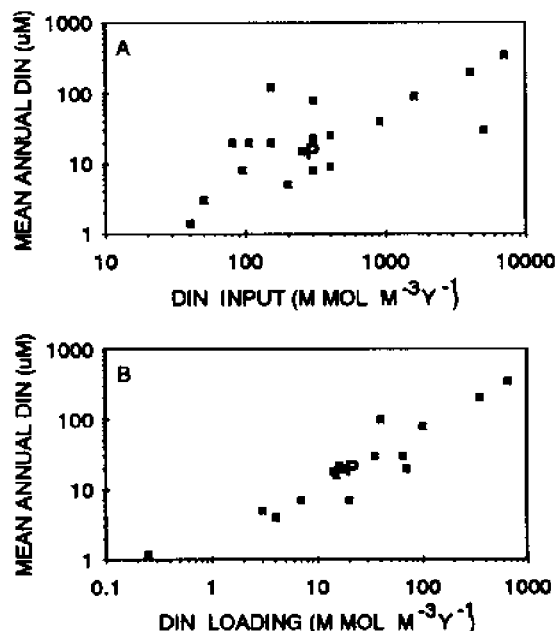 A
1000
100
10
1
MEAN ANNUAL DIN (uM)
10 100 1000 10000
DIN INPUT (M MOL M⁻³Y⁻¹)
B
1000
100
10
1
MEAN ANNUAL DIN (uM)
P
0.1 1 10 100 1000
DIN LOADING (M MOL M⁻³Y⁻¹)